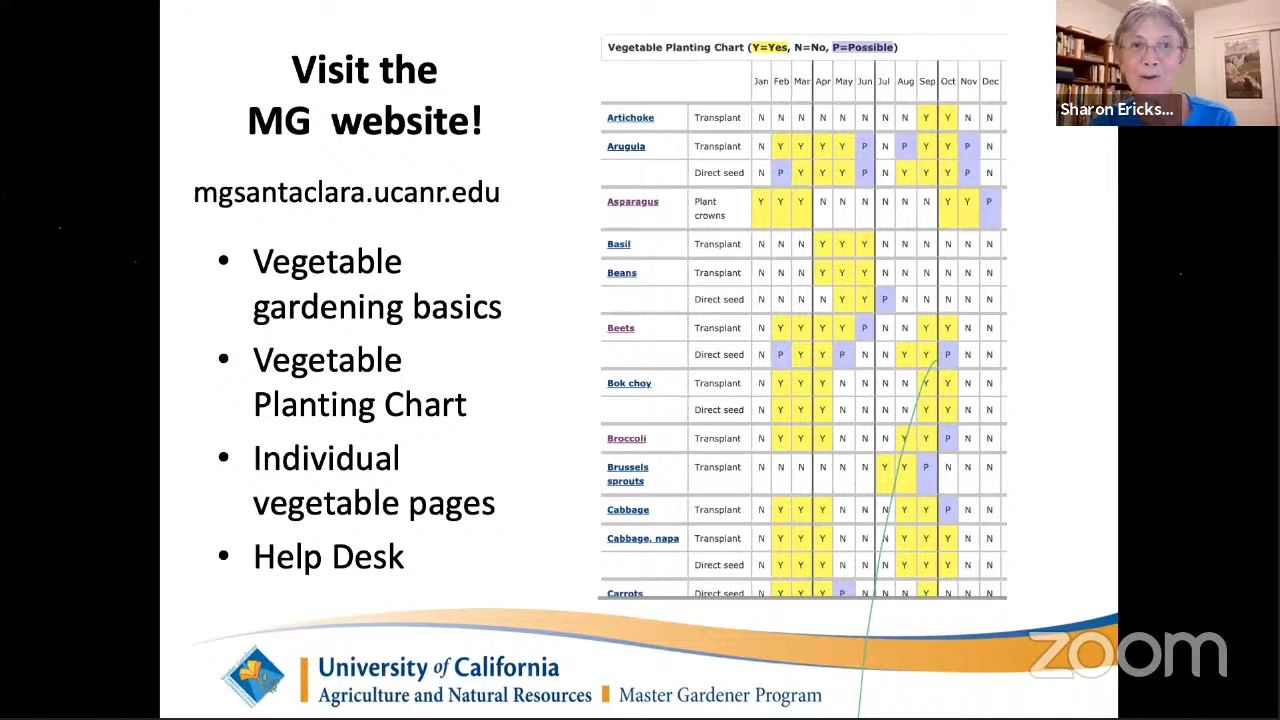 Visit the
MG website!
mgsantaclara.ucanr.edu
• Vegetable
gardening basics
• Vegetable
Planting Chart
• Individual
vegetable pages
• Help Desk
Vegetable Planting Chart (Y=Yes, N=No, P=Possible)
Jan Feb Mar Apr May Jun Jul Aug Sep Oct Nov Dec
Artichoke Transplant N N N N N N N N Y Y N N
Arugula Transplant N Y Y Y Y P N P Y Y P N
Direct seed N P Y Y Y P N Y Y Y P N
Asparagus Plant crowns Y Y Y N N N N N N Y Y P
Basil Transplant N N N Y Y Y N N N N N N
Beans Transplant N N N Y Y Y N N N N N N
Direct seed N N N N Y Y P N N N N N
Beets Transplant N Y Y Y Y P N N Y Y N N
Direct seed N P Y Y P N N Y Y P N N
Bok choy Transplant N Y Y Y N N N N Y Y N N
Direct seed N Y Y Y N N N N Y Y N N
Broccoli Transplant N Y Y Y N N N Y Y P N N
Brussels sprouts Transplant N N N N N N Y Y P N N N
Cabbage Transplant N Y Y Y N N N Y Y P N N
Cabbage, napa Transplant N Y Y Y N N N Y Y Y N N
Direct seed N Y Y Y N N N Y Y Y N N
Carrots Direct seed N Y Y Y P N N N Y N N N
Sharon Ericks...
University of California
Agriculture and Natural Resources Master Gardener Program
zoom